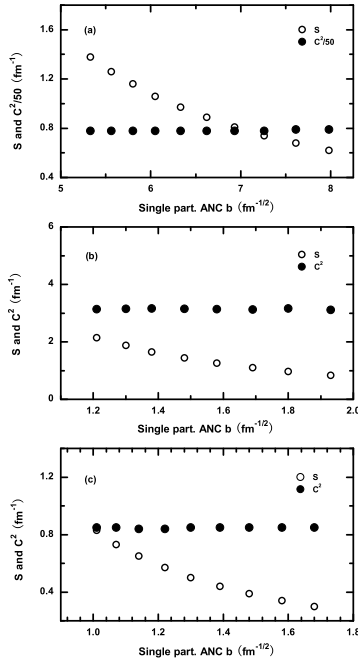 (a)
S
C²/50
S and C²/50 (fm⁻¹)
1.6
1.2
0.8
0.4
5 6 7 8
Single part. ANC b (fm⁻¹/²)
(b)
S
C²
S and C² (fm⁻¹)
6
4
2
0
1.2 1.4 1.6 1.8 2.0
Single part. ANC b (fm⁻¹/²)
(c)
S
C²
S and C² (fm⁻¹)
1.2
0.8
0.4
1.0 1.2 1.4 1.6 1.8
Single part. ANC b (fm⁻¹/²)